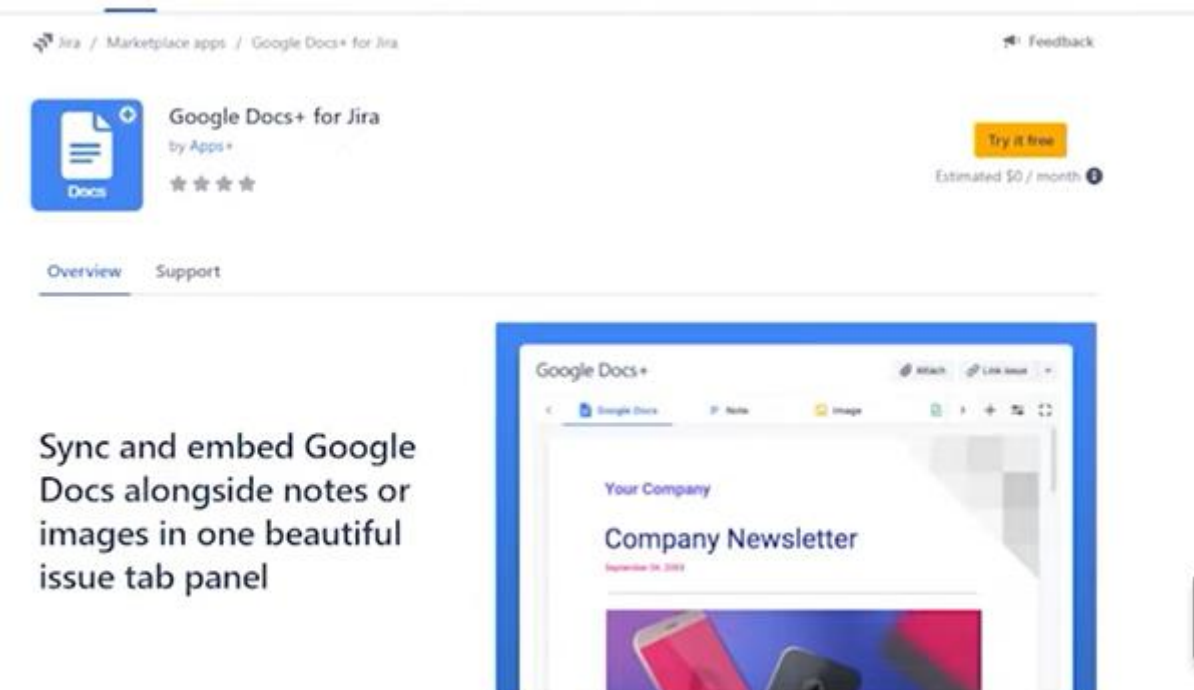 Jira / Marketplace apps / Google Docs+ for Jira
Feedback
Google Docs+ for Jira
by Apps+
Docs
Try it free
Estimated $0 / month
Overview Support
Google Docs+
Attach Link issue
Google Docs Note Image
Sync and embed Google
Docs alongside notes or
images in one beautiful
issue tab panel
Your Company
Company Newsletter